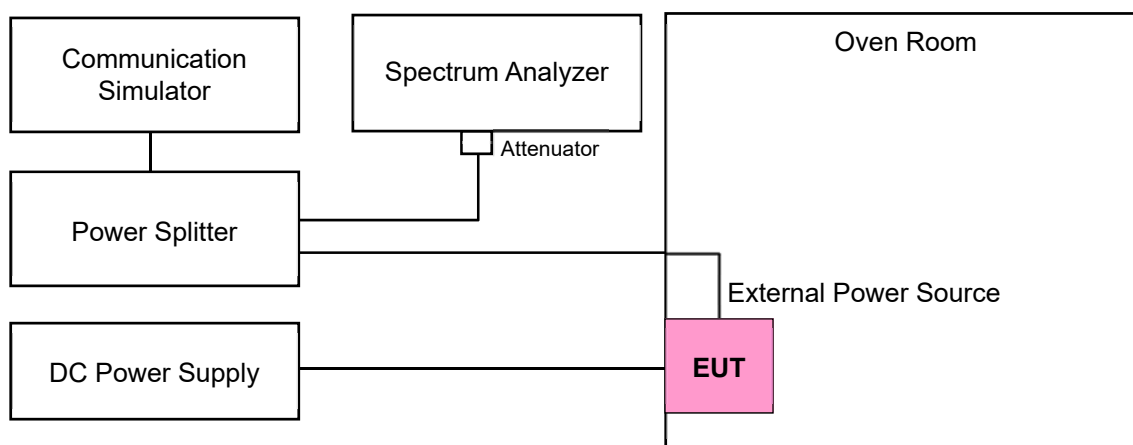 Communication
Simulator
Spectrum Analyzer
Oven Room
Attenuator
Power Splitter
External Power Source
DC Power Supply
EUT